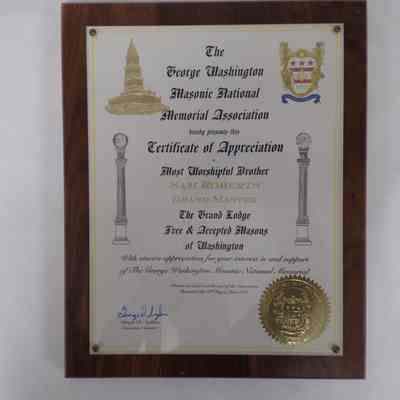 The
George Washington
Masonic National
Memorial Association
hereby presents this
Certificate of Appreciation
to
Most Worshipful Brother
SAM ROBERTS
GRAND MASTER
The Grand Lodge
Free & Accepted Masons
of Washington
With sincere appreciation for your interest in and support
of The George Washington Masonic National Memorial